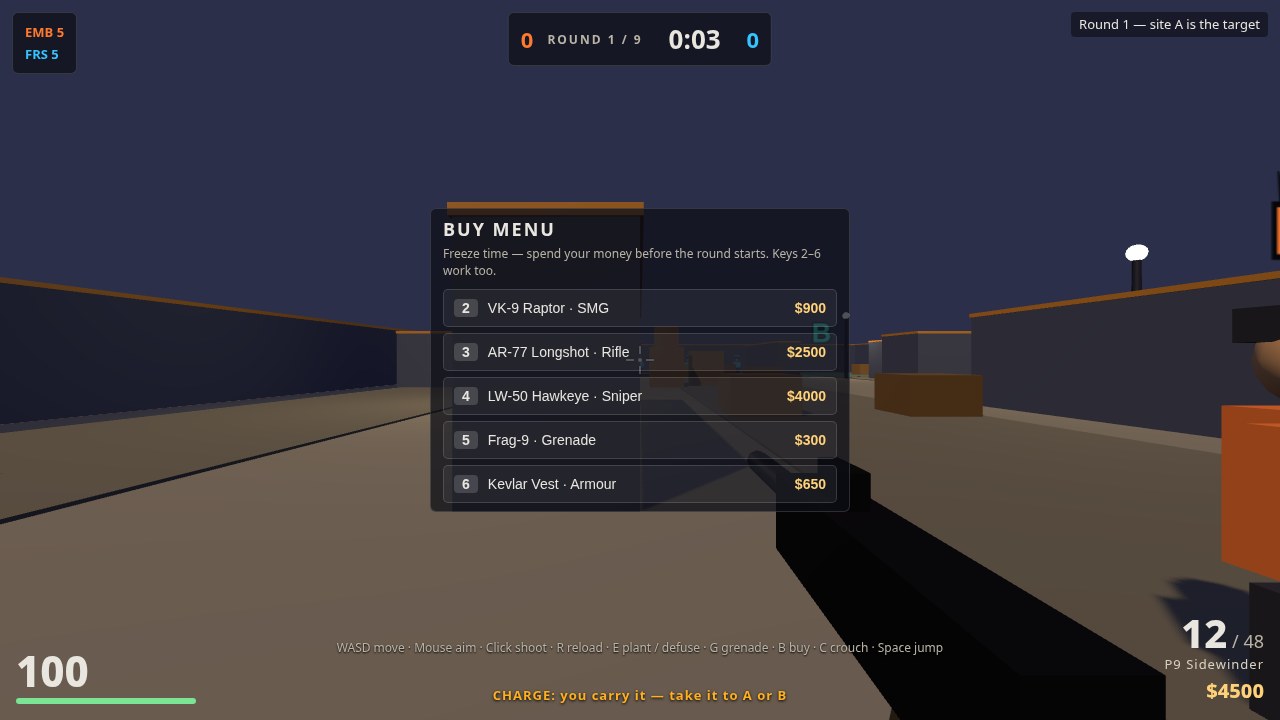 EMB 5
FRS 5
0 ROUND 1 / 9 0:03 0
Round 1 — site A is the target
BUY MENU
Freeze time — spend your money before the round starts. Keys 2–6
work too.
2 VK-9 Raptor · SMG $900
B
3 AR-77 Longshot · Rifle $2500
4 LW-50 Hawkeye · Sniper $4000
5 Frag-9 · Grenade $300
6 Kevlar Vest · Armour $650
WASD move · Mouse aim · Click shoot · R reload · E plant / defuse · G grenade · B buy · C crouch · Space jump
CHARGE: you carry it — take it to A or B
100
12 / 48
P9 Sidewinder
$4500